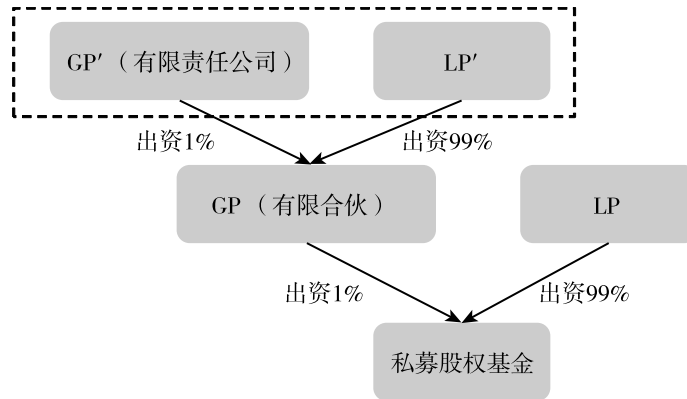 GP′（有限责任公司）
LP′
出资1%
出资99%
GP（有限合伙）
LP
出资1%
出资99%
私募股权基金